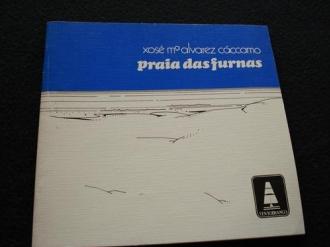 xosé mª alvarez cáccamo
praia das furnas